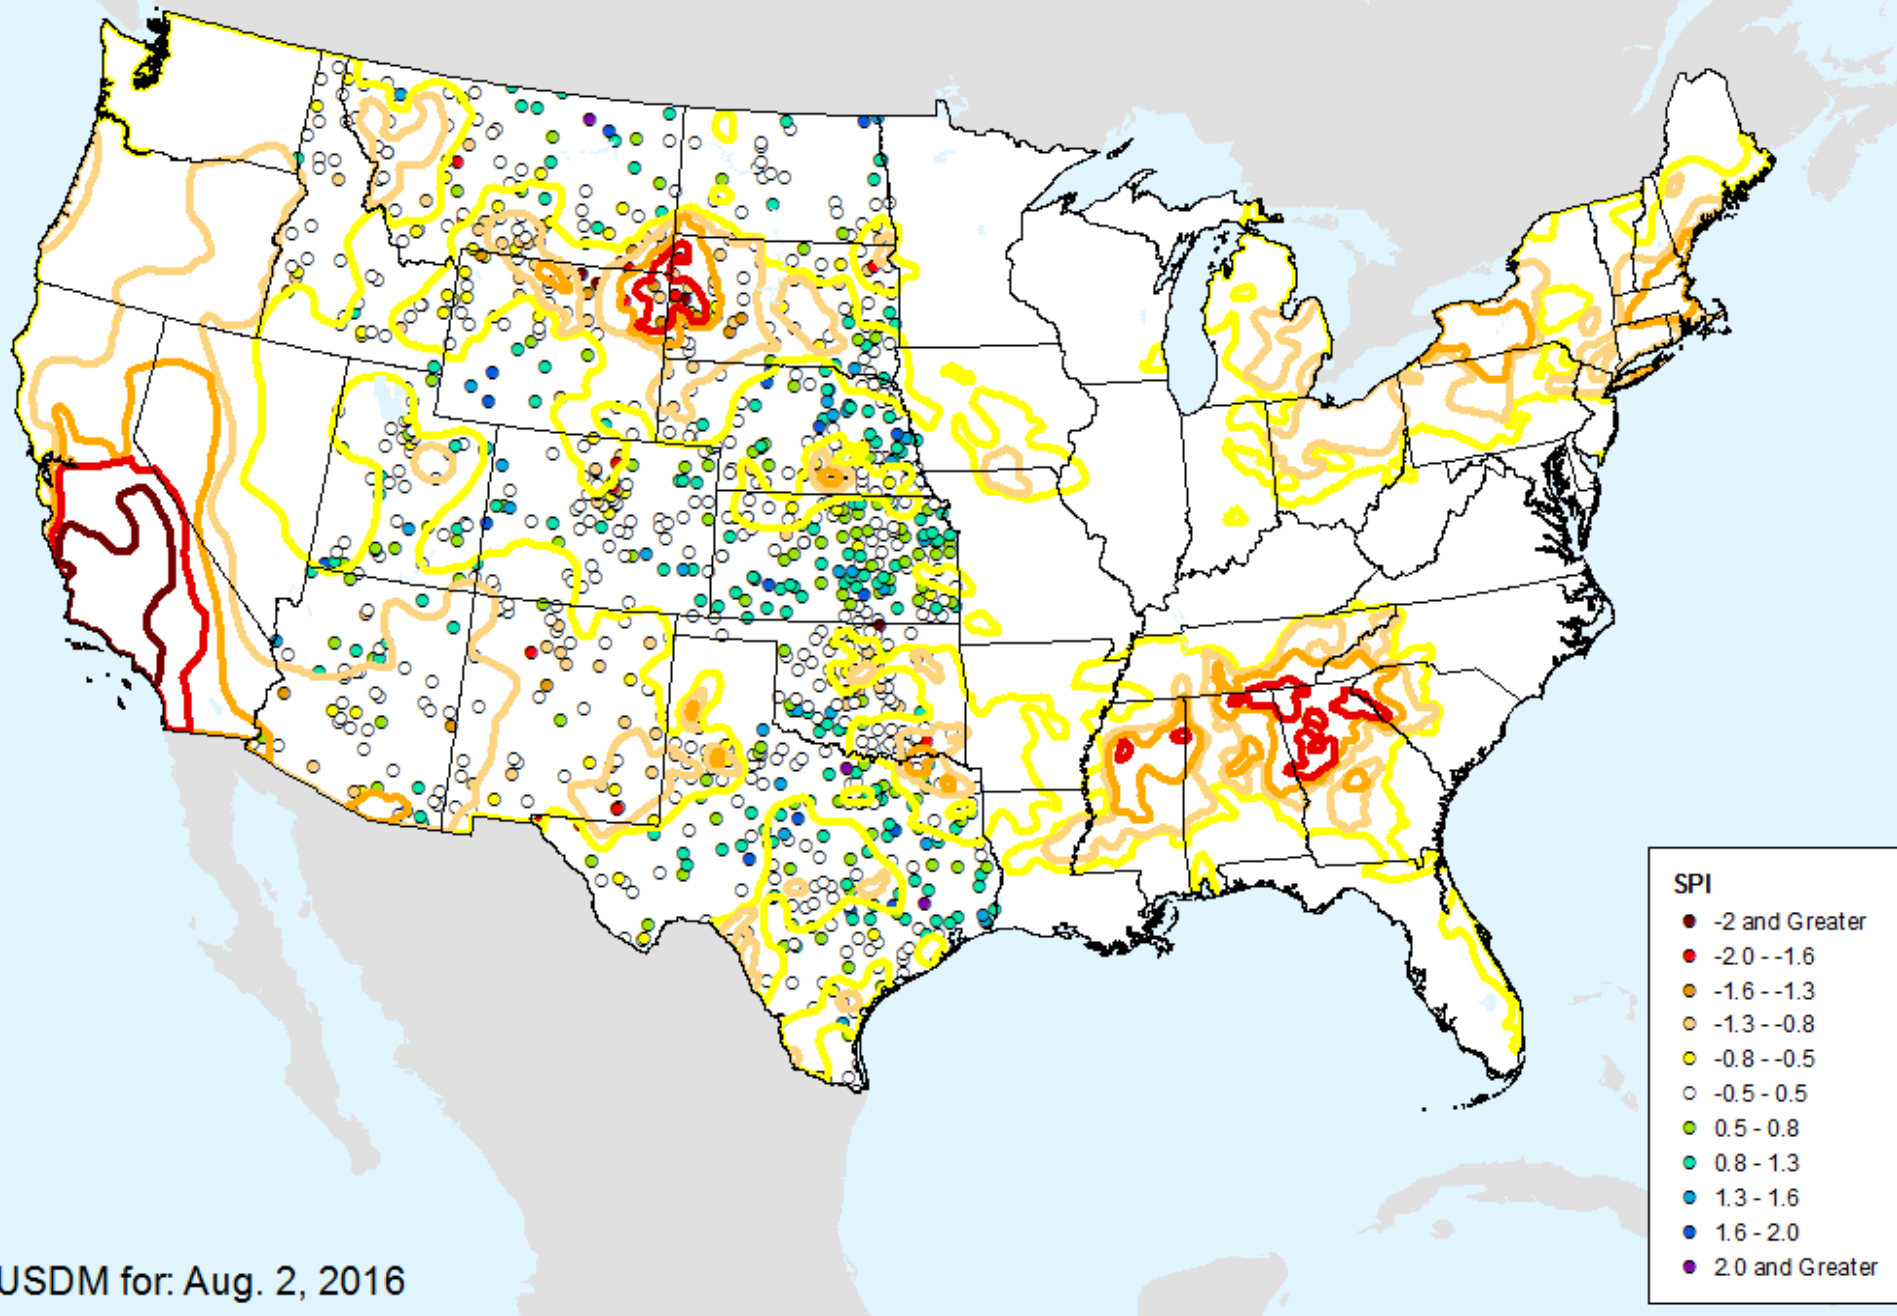 SPI
-2 and Greater
-2.0 - -1.6
-1.6 - -1.3
-1.3 - -0.8
-0.8 - -0.5
-0.5 - 0.5
0.5 - 0.8
0.8 - 1.3
1.3 - 1.6
1.6 - 2.0
2.0 and Greater
USDM for: Aug. 2, 2016